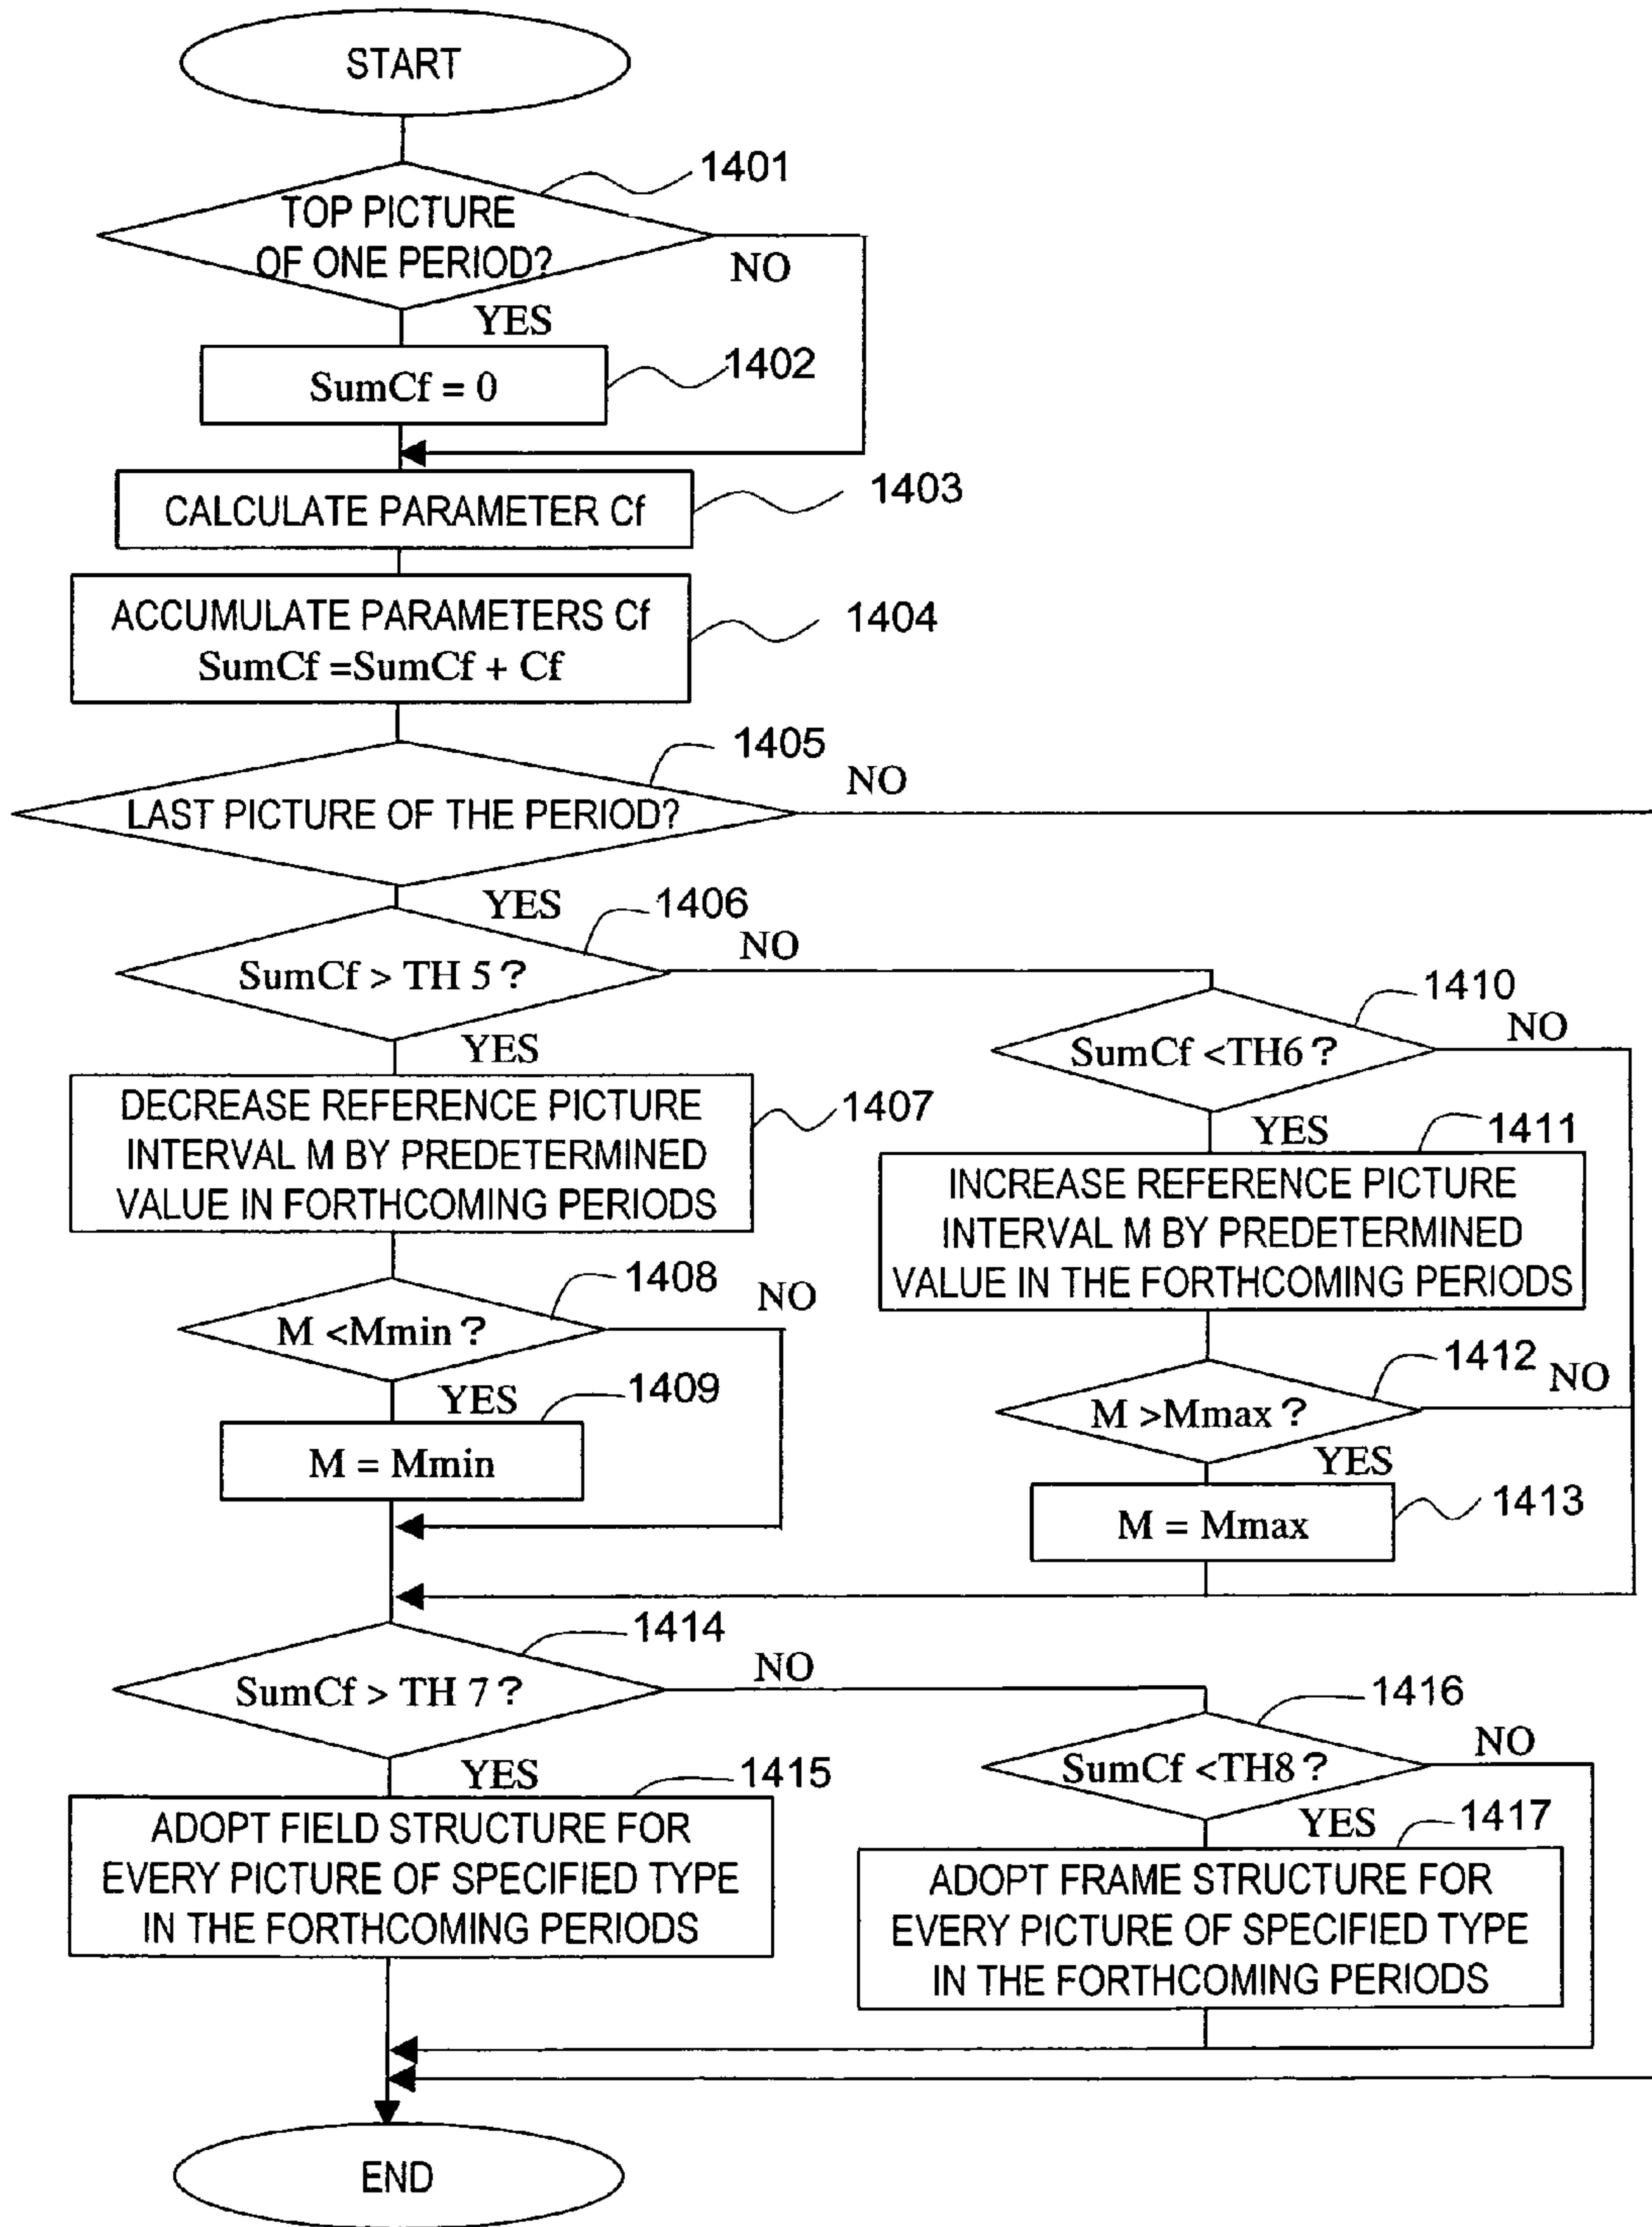 START
1401
TOP PICTURE
OF ONE PERIOD?
NO
YES
1402
SumCf = 0
1403
CALCULATE PARAMETER Cf
1404
ACCUMULATE PARAMETERS Cf
SumCf =SumCf + Cf
1405
NO
LAST PICTURE OF THE PERIOD?
YES
1406
NO
SumCf > TH 5 ?
YES
1410
NO
SumCf <TH6 ?
YES
1407
DECREASE REFERENCE PICTURE
INTERVAL M BY PREDETERMINED
VALUE IN FORTHCOMING PERIODS
1411
INCREASE REFERENCE PICTURE
INTERVAL M BY PREDETERMINED
VALUE IN THE FORTHCOMING PERIODS
1408
NO
M <Mmin ?
YES
1409
M = Mmin
1412
NO
M >Mmax ?
YES
1413
M = Mmax
1414
NO
SumCf > TH 7 ?
YES
1415
ADOPT FIELD STRUCTURE FOR
EVERY PICTURE OF SPECIFIED TYPE
IN THE FORTHCOMING PERIODS
1416
NO
SumCf <TH8 ?
YES
1417
ADOPT FRAME STRUCTURE FOR
EVERY PICTURE OF SPECIFIED TYPE
IN THE FORTHCOMING PERIODS
END